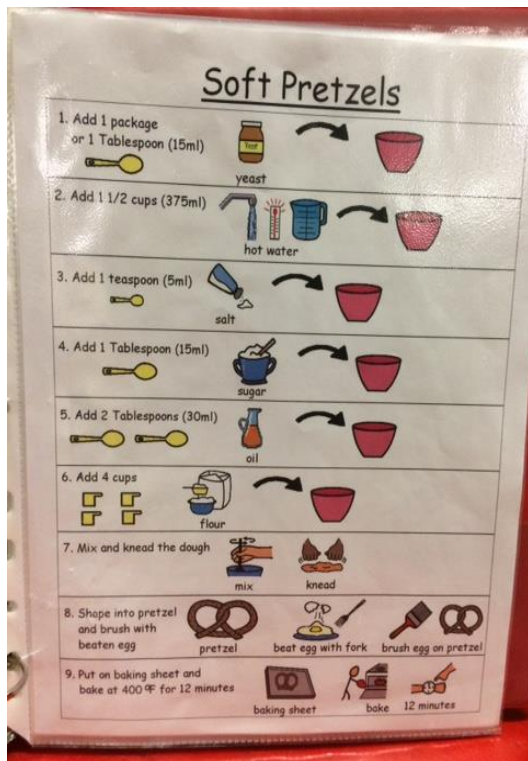 Soft Pretzels
1. Add 1 package
or 1 Tablespoon (15ml)
Yeast
yeast
2. Add 1 1/2 cups (375ml)
hot water
3. Add 1 teaspoon (5ml)
salt
4. Add 1 Tablespoon (15ml)
sugar
5. Add 2 Tablespoons (30ml)
oil
6. Add 4 cups
flour
7. Mix and knead the dough
mix knead
8. Shape into pretzel
and brush with
beaten egg
pretzel beat egg with fork brush egg on pretzel
9. Put on baking sheet and
bake at 400 °F for 12 minutes
baking sheet bake 12 minutes